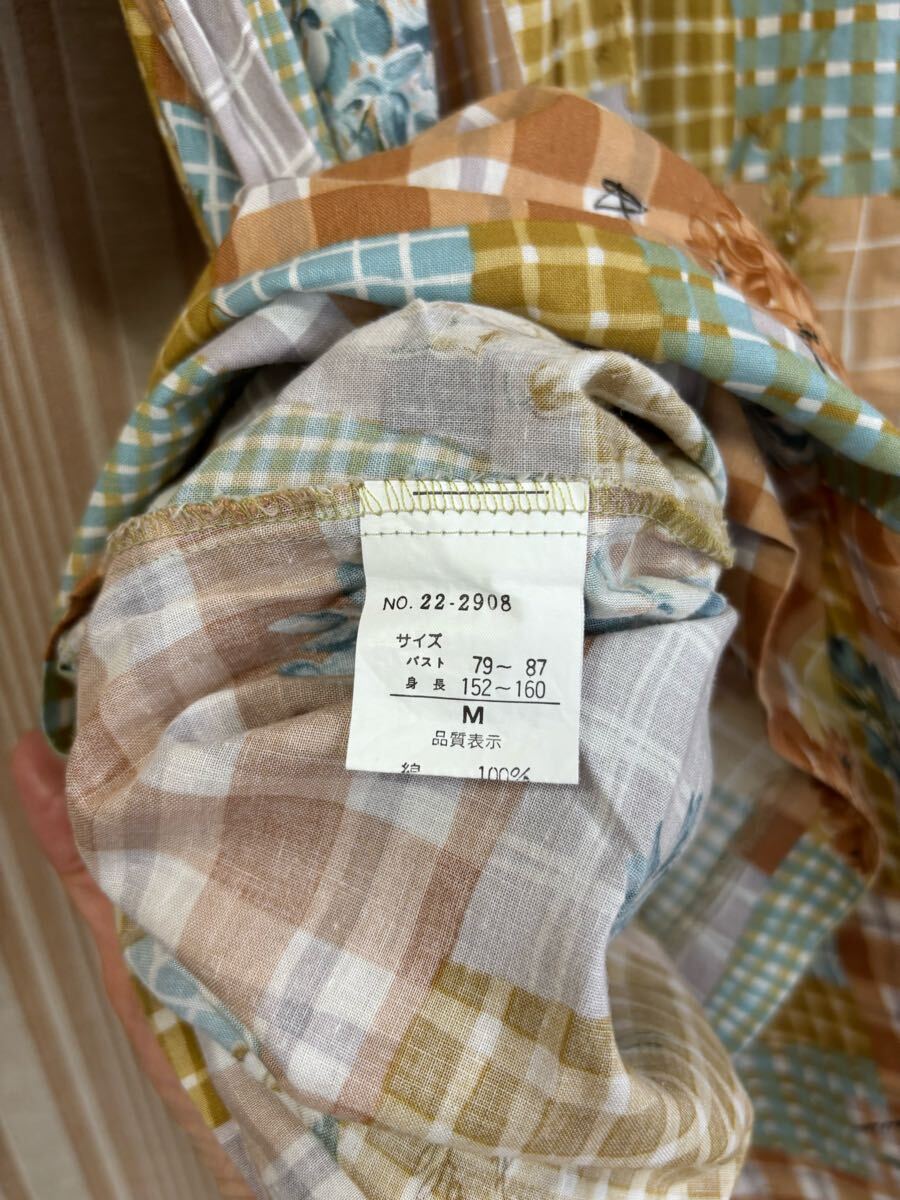 NO. 22-2908
サイズ
バスト 79～ 87
身長 152～160
M
品質表示
綿 100%